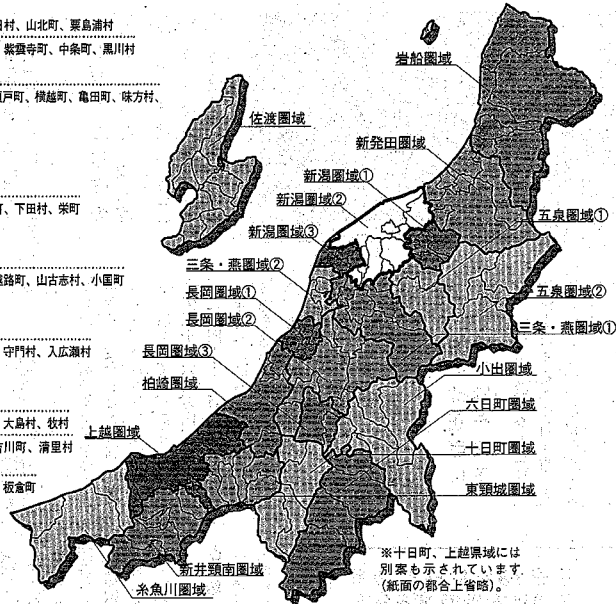 山北町、粟島浦村
紫雲寺町、中条町、黒川村
横越町、亀田町、味方村、
下田村、栄町
越路町、山古志村、小国町
守門村、入広瀬村
大島村、牧村
清里村
板倉町
岩船圏域
佐渡圏域
新発田圏域
新潟圏域①
新潟圏域②
新潟圏域③
五泉圏域①
三条・燕圏域②
長岡圏域①
五泉圏域②
長岡圏域②
三条・燕圏域①
長岡圏域③
小出圏域
柏崎圏域
六日町圏域
上越圏域
十日町圏域
東頸城圏域
新井頸南圏域
糸魚川圏域
※十日町、上越県域には
別案も示されています
(紙面の都合上省略)。